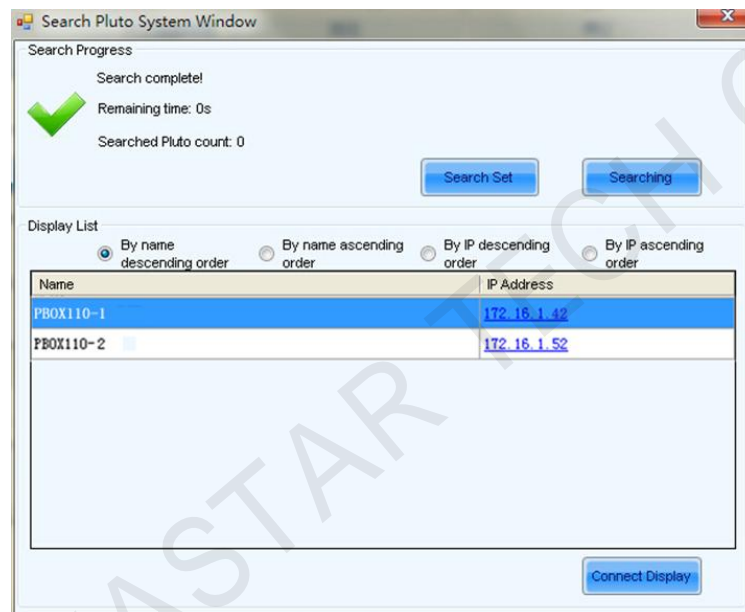 Search Pluto System Window
Search Progress
Search complete!
Remaining time: 0s
Searched Pluto count: 0
Search Set
Searching
Display List
By name
descending order
By name ascending
order
By IP descending
order
By IP ascending
order
Name
IP Address
PBOX110-1
172.16.1.42
PBOX110-2
172.16.1.52
Connect Display
ASTAR TECH